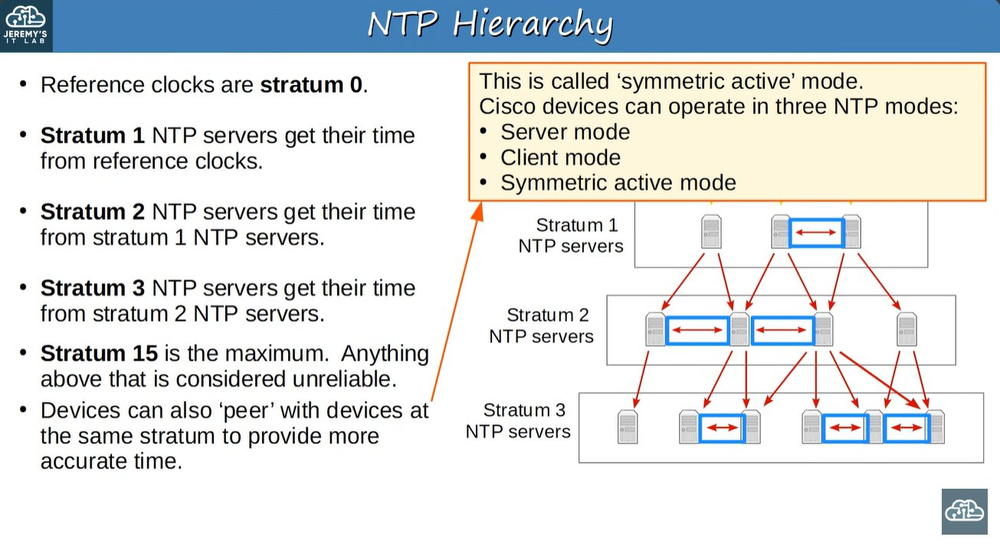 JEREMY'S
IT LAB
NTP Hierarchy
• Reference clocks are stratum 0.
• Stratum 1 NTP servers get their time
from reference clocks.
• Stratum 2 NTP servers get their time
from stratum 1 NTP servers.
• Stratum 3 NTP servers get their time
from stratum 2 NTP servers.
• Stratum 15 is the maximum. Anything
above that is considered unreliable.
• Devices can also ‘peer’ with devices at
the same stratum to provide more
accurate time.
This is called ‘symmetric active’ mode.
Cisco devices can operate in three NTP modes:
• Server mode
• Client mode
• Symmetric active mode
Stratum 1
NTP servers
Stratum 2
NTP servers
Stratum 3
NTP servers